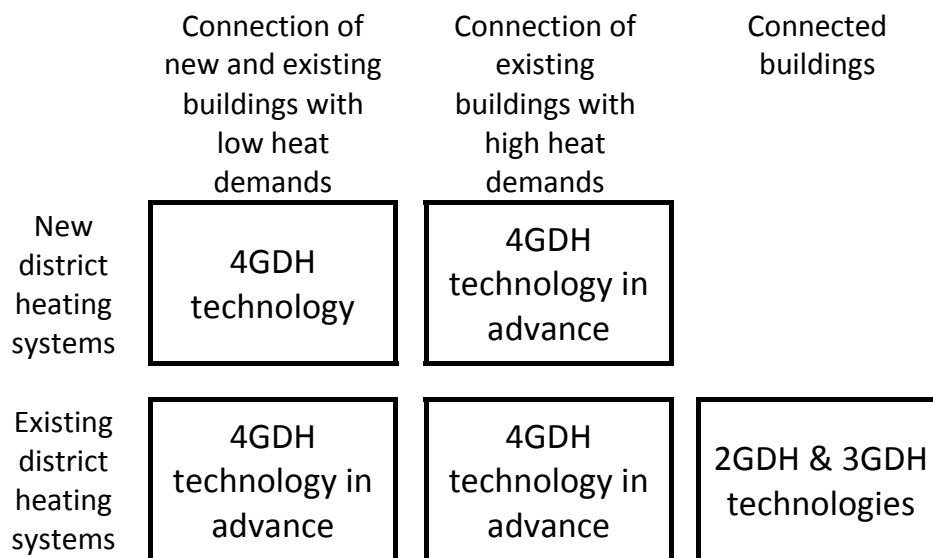 Connection of
new and existing
buildings with
low heat
demands
Connection of
existing
buildings with
high heat
demands
Connected
buildings
New
district
heating
systems
4GDH
technology
4GDH
technology in
advance
Existing
district
heating
systems
4GDH
technology in
advance
4GDH
technology in
advance
2GDH & 3GDH
technologies